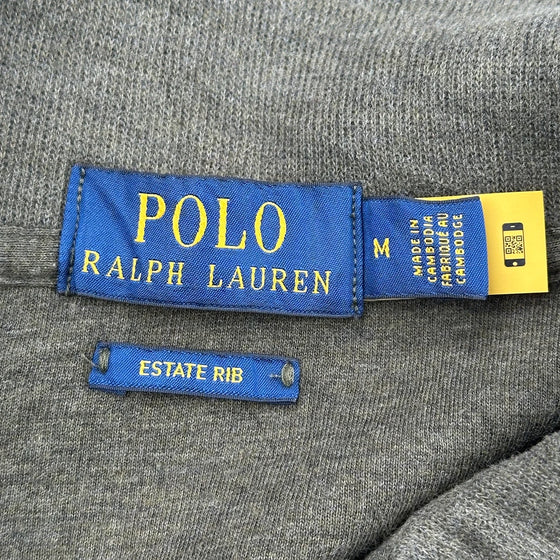 POLO
RALPH LAUREN
M
MADE IN
CAMBODIA
FABRIQUÉ AU
CAMBODGE
ESTATE RIB